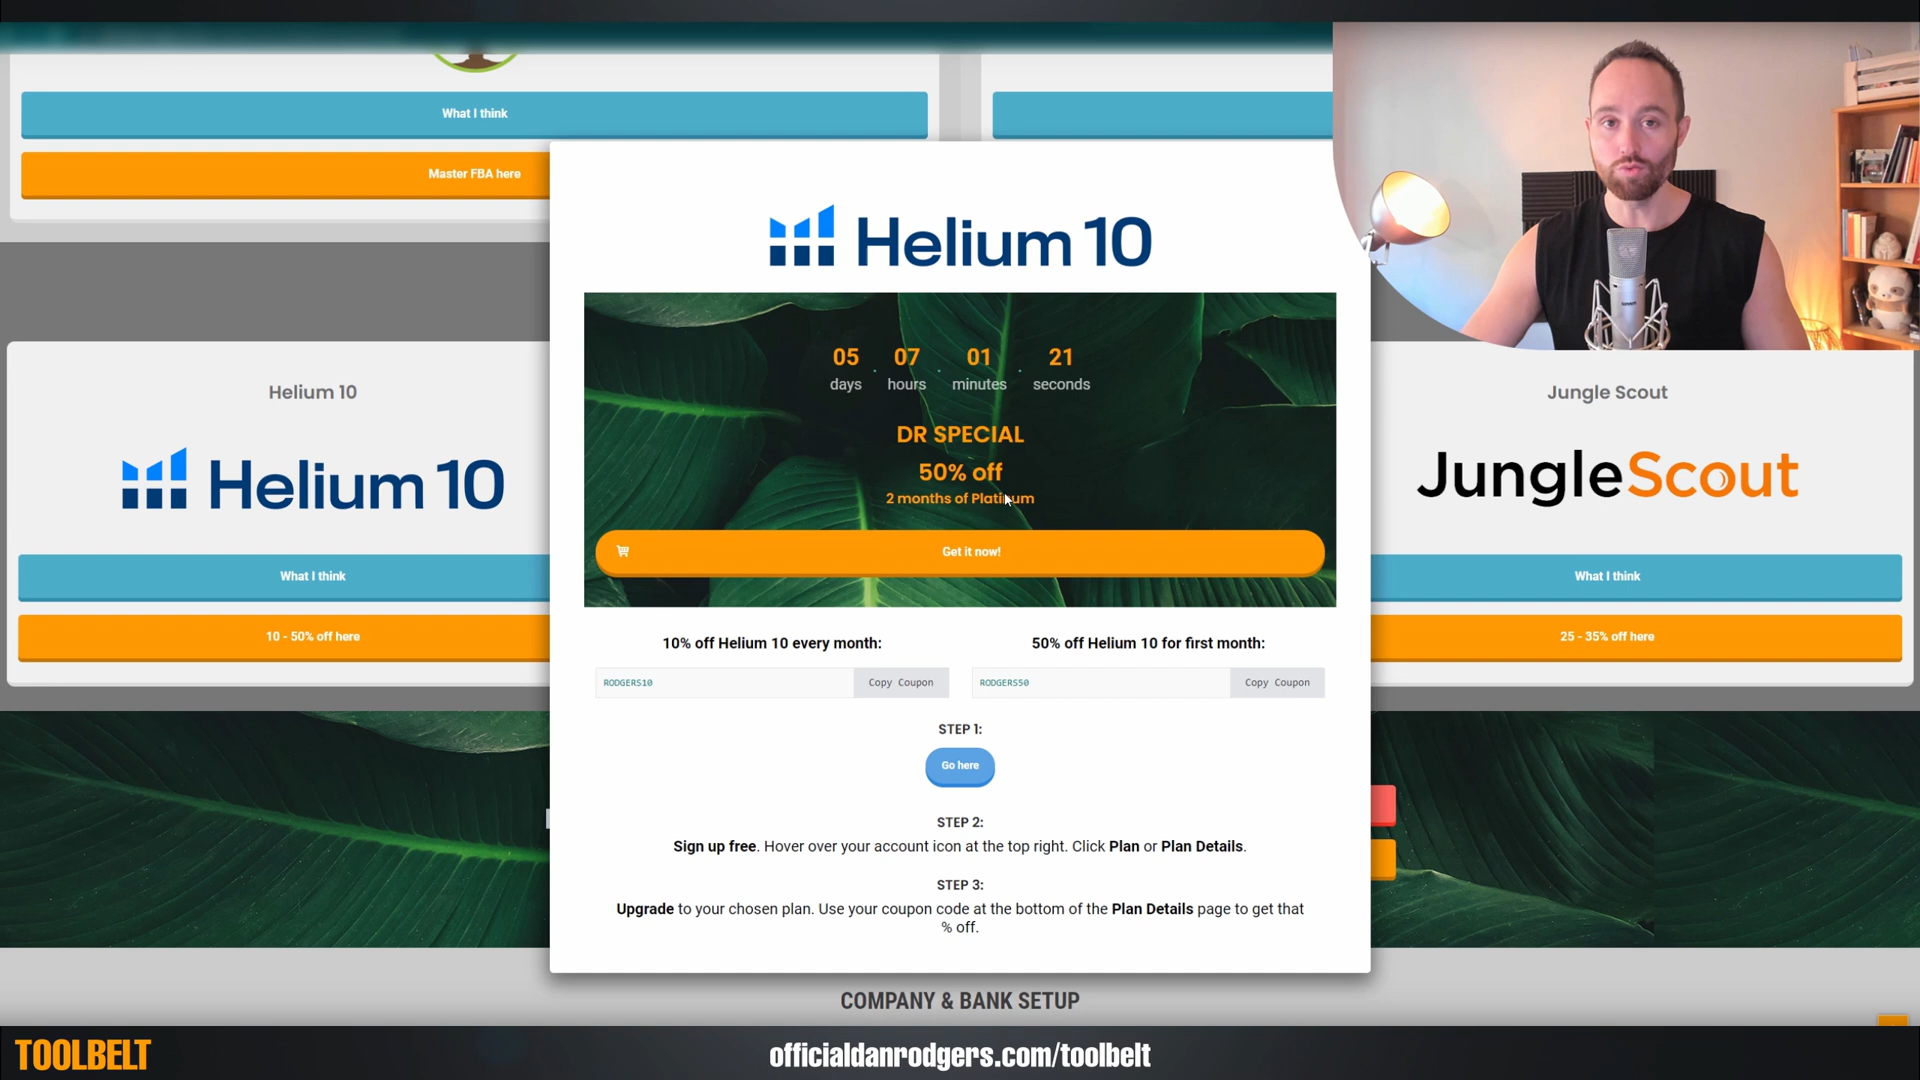 What I think
Master FBA here
Helium 10
Helium 10
What I think
10 - 50% off here
Helium 10
05 07 01 21
days hours minutes seconds
DR SPECIAL
50% off
2 months of Platinum
Get it now!
10% off Helium 10 every month:
RODGERS10
Copy Coupon
50% off Helium 10 for first month:
RODGERS50
Copy Coupon
STEP 1:
Go here
STEP 2:
Sign up free. Hover over your account icon at the top right. Click Plan or Plan Details.
STEP 3:
Upgrade to your chosen plan. Use your coupon code at the bottom of the Plan Details page to get that
% off.
Jungle Scout
JungleScout
What I think
25 - 35% off here
COMPANY & BANK SETUP
TOOLBELT
officialdanrodgers.com/toolbelt